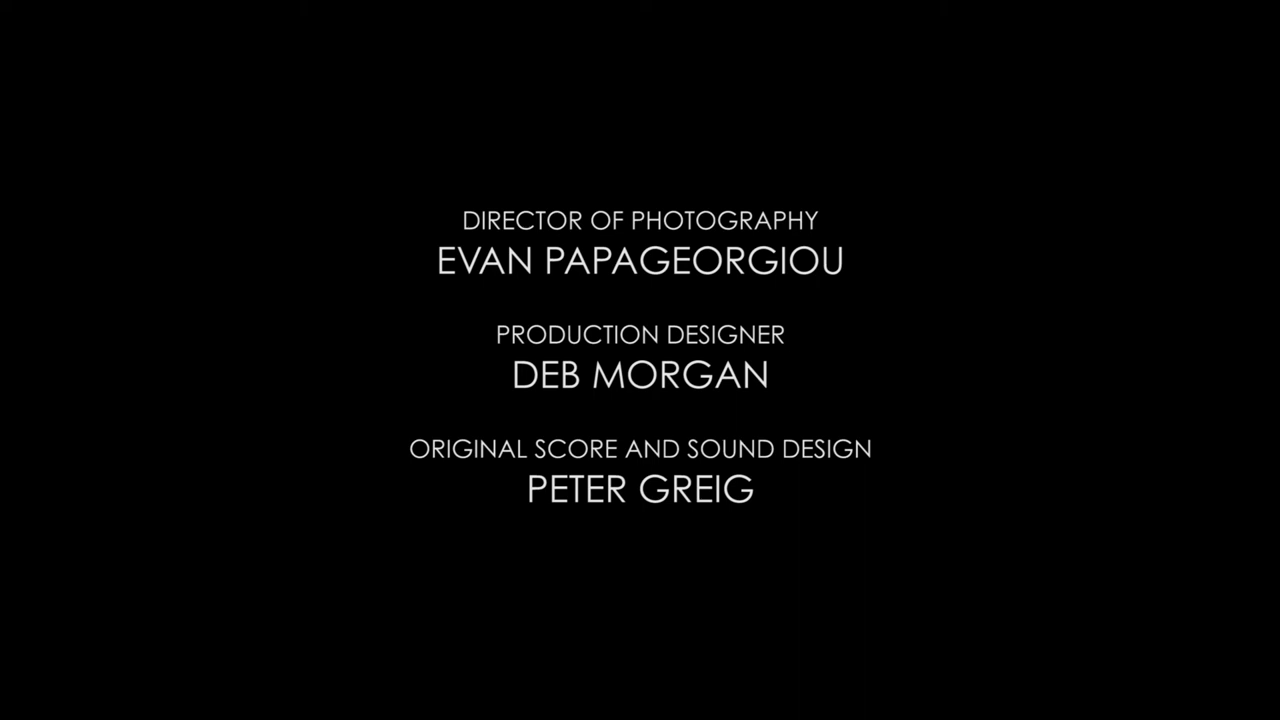 DIRECTOR OF PHOTOGRAPHY
EVAN PAPAGEORGIOU
PRODUCTION DESIGNER
DEB MORGAN
ORIGINAL SCORE AND SOUND DESIGN
PETER GREIG